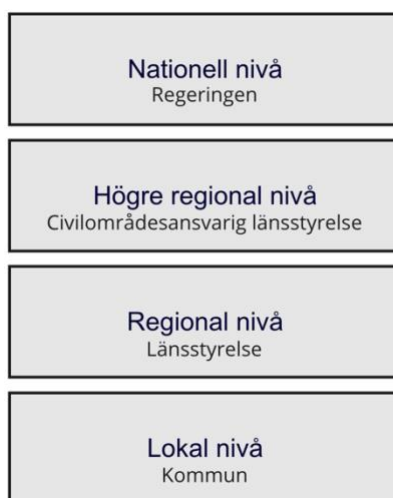 Nationell nivå
Regeringen
Högre regional nivå
Civilområdesansvarig länsstyrelse
Regional nivå
Länsstyrelse
Lokal nivå
Kommun